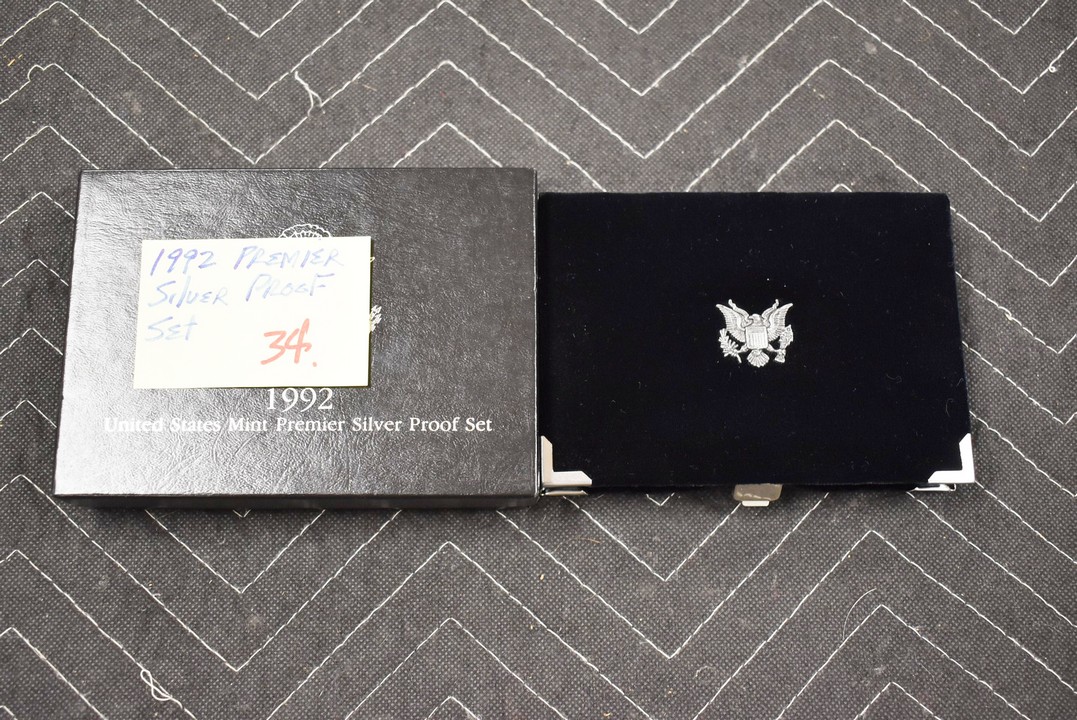 1992 PREMIER
SilVER PROOF
SEt
34.
1992
United States Mint Premier Silver Proof Set